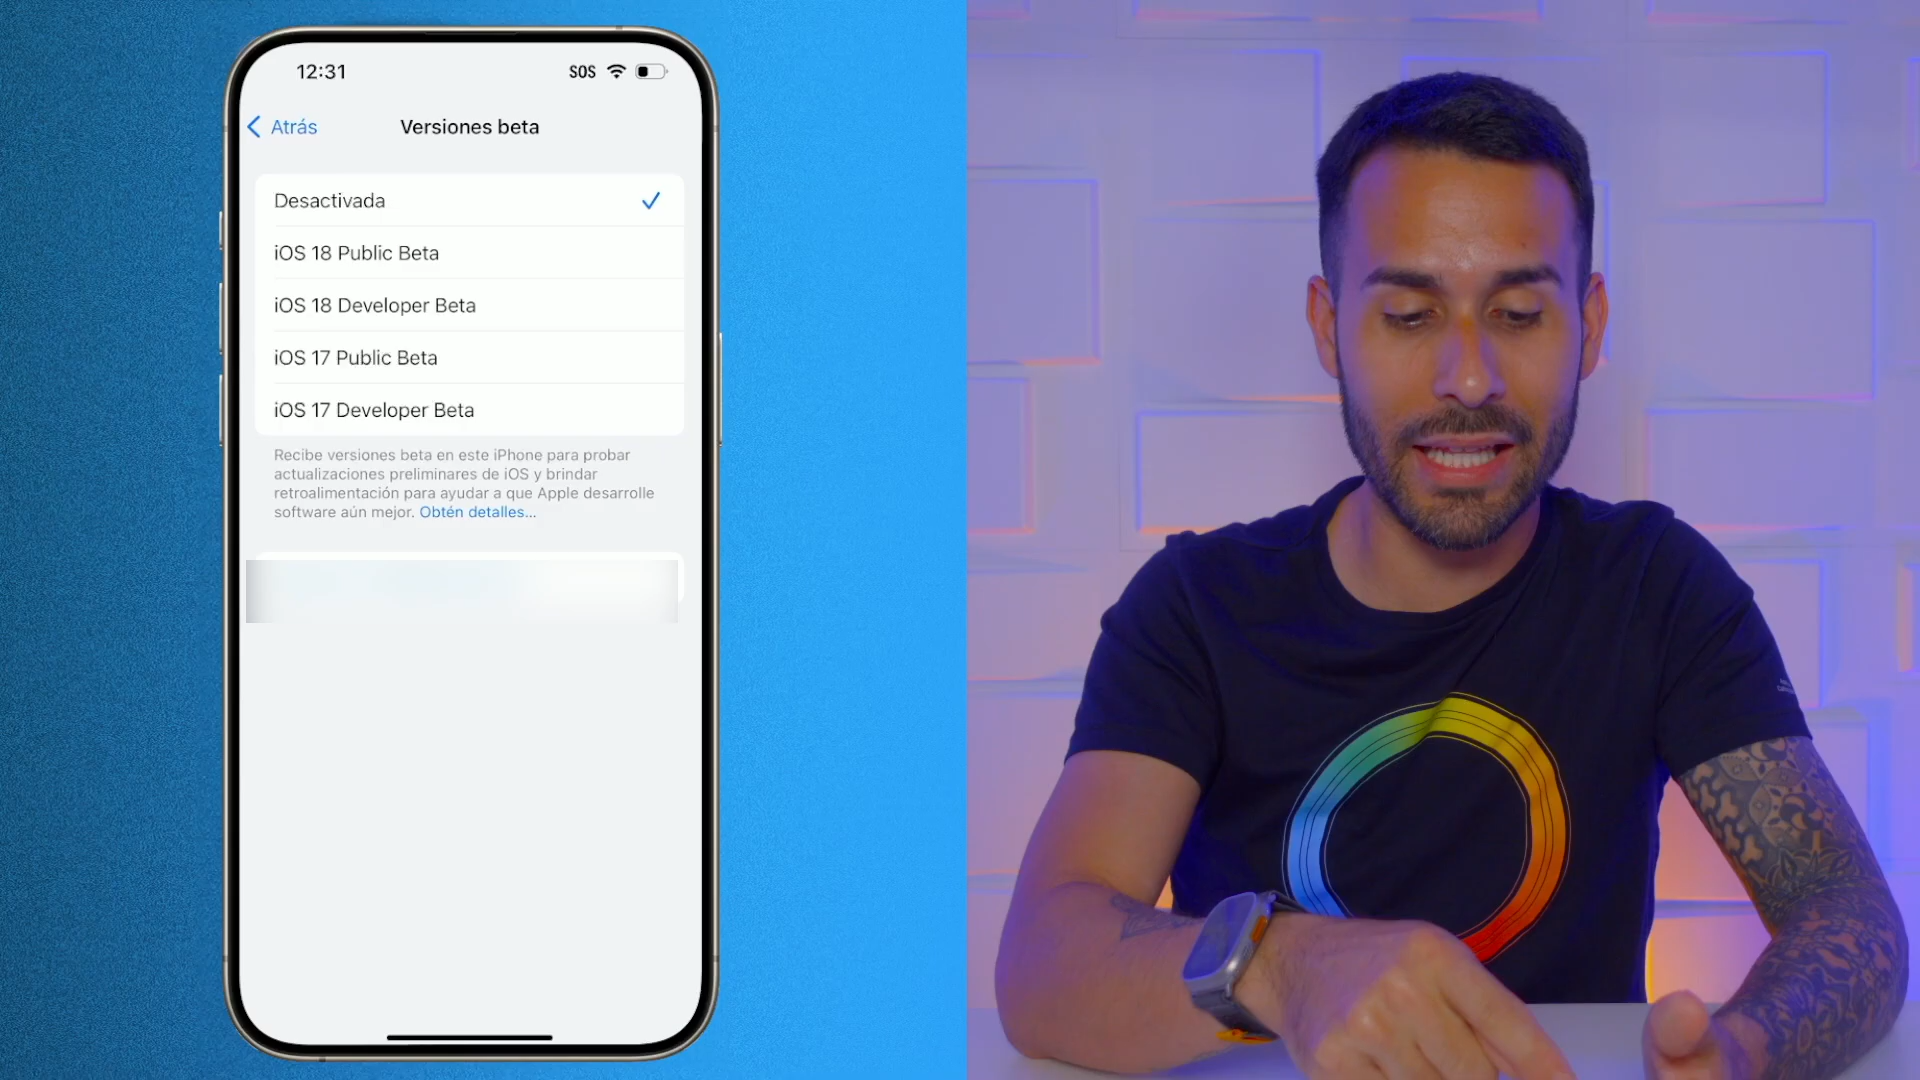 12:31
SOS
Atrás
Versiones beta
Desactivada
iOS 18 Public Beta
iOS 18 Developer Beta
iOS 17 Public Beta
iOS 17 Developer Beta
Recibe versiones beta en este iPhone para probar
actualizaciones preliminares de iOS y brindar
retroalimentación para ayudar a que Apple desarrolle
software aún mejor. Obtén detalles...